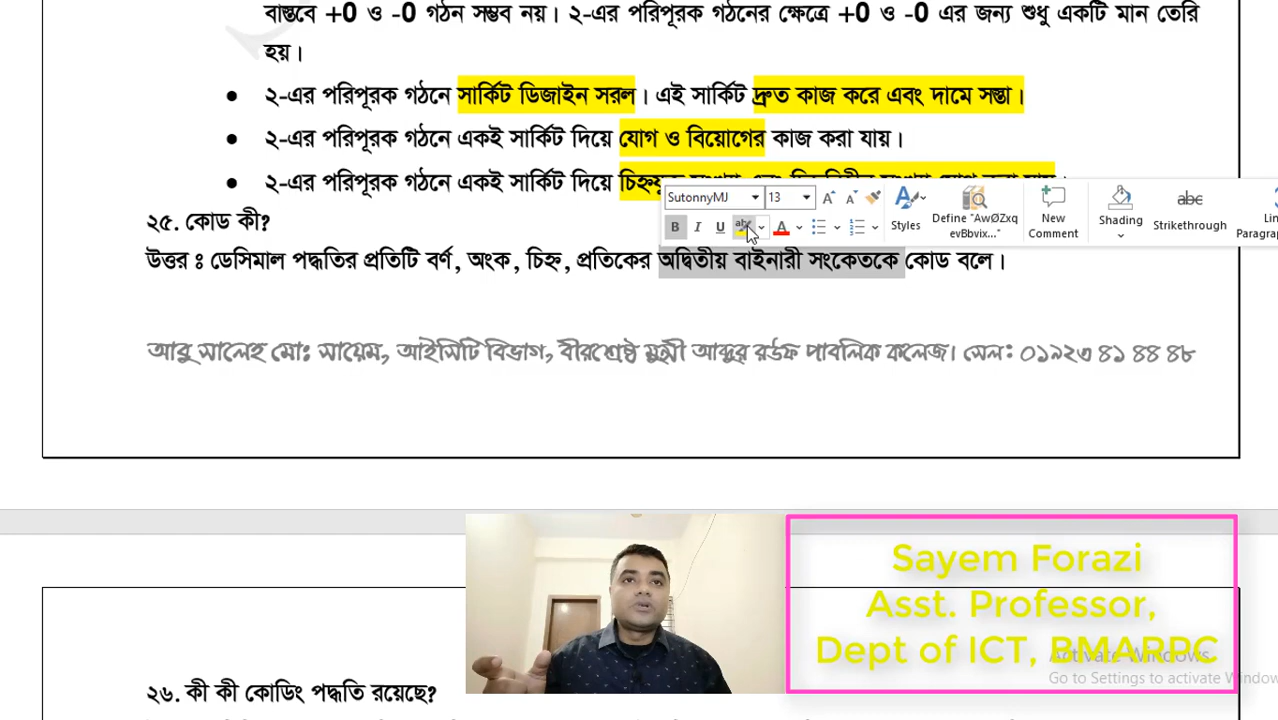 বাস্তবে +0 ও -0 গঠন সম্ভব নয়। ২-এর পরিপূরক গঠনের ক্ষেত্রে +0 ও -0 এর জন্য শুধু একটি মান তৈরি
হয়।
● ২-এর পরিপূরক গঠনে সার্কিট ডিজাইন সরল। এই সার্কিট দ্রুত কাজ করে এবং দামে সস্তা।
● ২-এর পরিপূরক গঠনে একই সার্কিট দিয়ে যোগ ও বিয়োগের কাজ করা যায়।
● ২-এর পরিপূরক গঠনে একই সার্কিট দিয়ে
SutonnyMJ 13
Styles Define "AwØZxq evBbvix..." New Comment Shading Strikethrough
২৫. কোড কী?
উত্তর ঃ ডেসিমাল পদ্ধতির প্রতিটি বর্ণ, অংক, চিহ্ন, প্রতিকের অদ্বিতীয় বাইনারী সংকেতকে কোড বলে।
আবু সালেহ মোঃ সায়েম, আইসিটি বিভাগ, বীরশ্রেষ্ঠ মুন্সী আব্দুর রউফ পাবলিক কলেজ। সেল: ০১৯২৩ ৪১ ৪৪ ৪৮
Sayem Forazi
Asst. Professor,
Dept of ICT, BMARPC
Activate Windows
Go to Settings to activate Window
২৬. কী কী কোডিং পদ্ধতি রয়েছে?